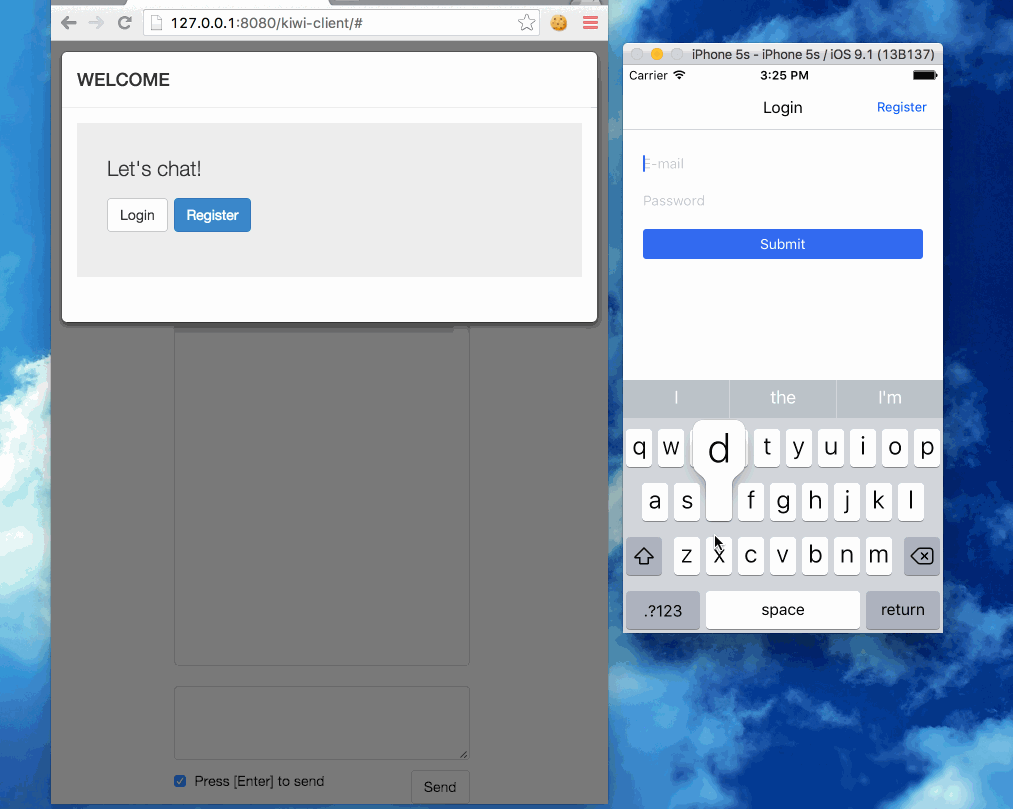 127.0.0.1:8080/kiwi-client/#
WELCOME
Let's chat!
Login Register
Press [Enter] to send
Send
iPhone 5s - iPhone 5s / iOS 9.1 (13B137)
Carrier 3:25 PM
Login Register
E-mail
Password
Submit
I the I'm
q w d t y u i o p
a s f g h j k l
z x c v b n m
.?123 space return